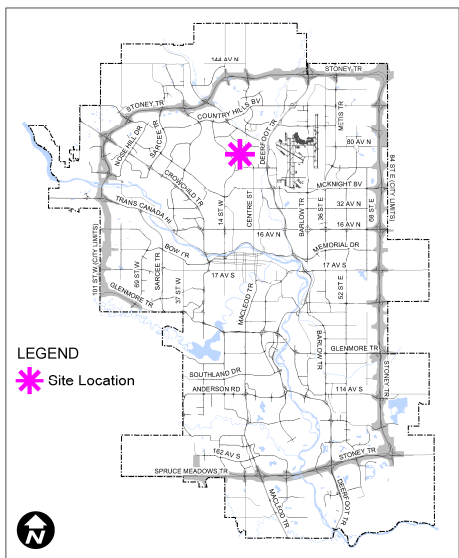 144 AV N
STONEY TR
STONEY TR
COUNTRY HILLS BV
METIS TR
NOSE HILL DR
SARCEE TR
DEERFOOT TR
80 AV N
CROWCHILD TR
MCKNIGHT BV
84 ST E (CITY LIMITS)
TRANS CANADA HI
14 ST W
CENTRE ST
BARLOW TR
36 ST E
32 AV N
68 ST E
16 AV N
16 AV N
101 ST W (CITY LIMITS)
BOW TR
MEMORIAL DR
69 ST W
SARCEE TR
37 ST W
17 AV S
17 AV S
GLENMORE TR
MACLEOD TR
52 ST E
BARLOW TR
GLENMORE TR
LEGEND
Site Location
SOUTHLAND DR
ANDERSON RD
114 AV S
STONEY TR
162 AV S
STONEY TR
SPRUCE MEADOWS TR
MACLEOD TR
DEERFOOT TR
N